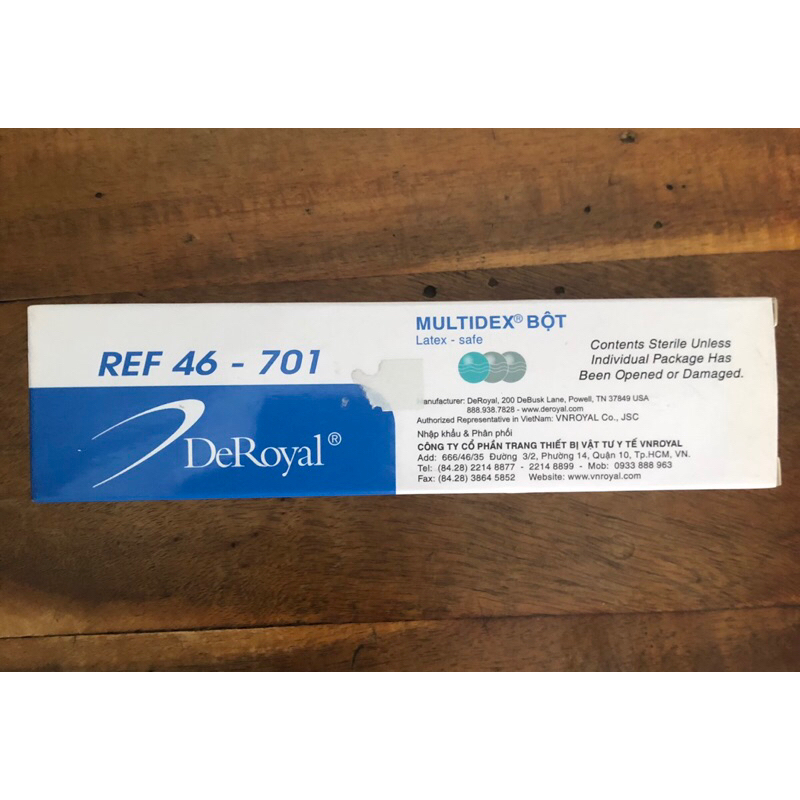 REF 46 - 701
DeRoyal®
MULTIDEX® BỘT
Latex - safe
Contents Sterile Unless
Individual Package Has
Been Opened or Damaged.
Manufacturer: DeRoyal, 200 DeBusk Lane, Powell, TN 37849 USA
888.938.7828 - www.deroyal.com
Authorized Representative in VietNam: VNROYAL Co., JSC
Nhập khẩu & Phân phối
CÔNG TY CỔ PHẦN TRANG THIẾT BỊ VẬT TƯ Y TẾ VNROYAL
Add: 666/46/35 Đường 3/2, Phường 14, Quận 10, Tp.HCM, VN.
Tel: (84.28) 2214 8877 - 2214 8899 - Mob: 0933 888 963
Fax: (84.28) 3864 5852 Website: www.vnroyal.com